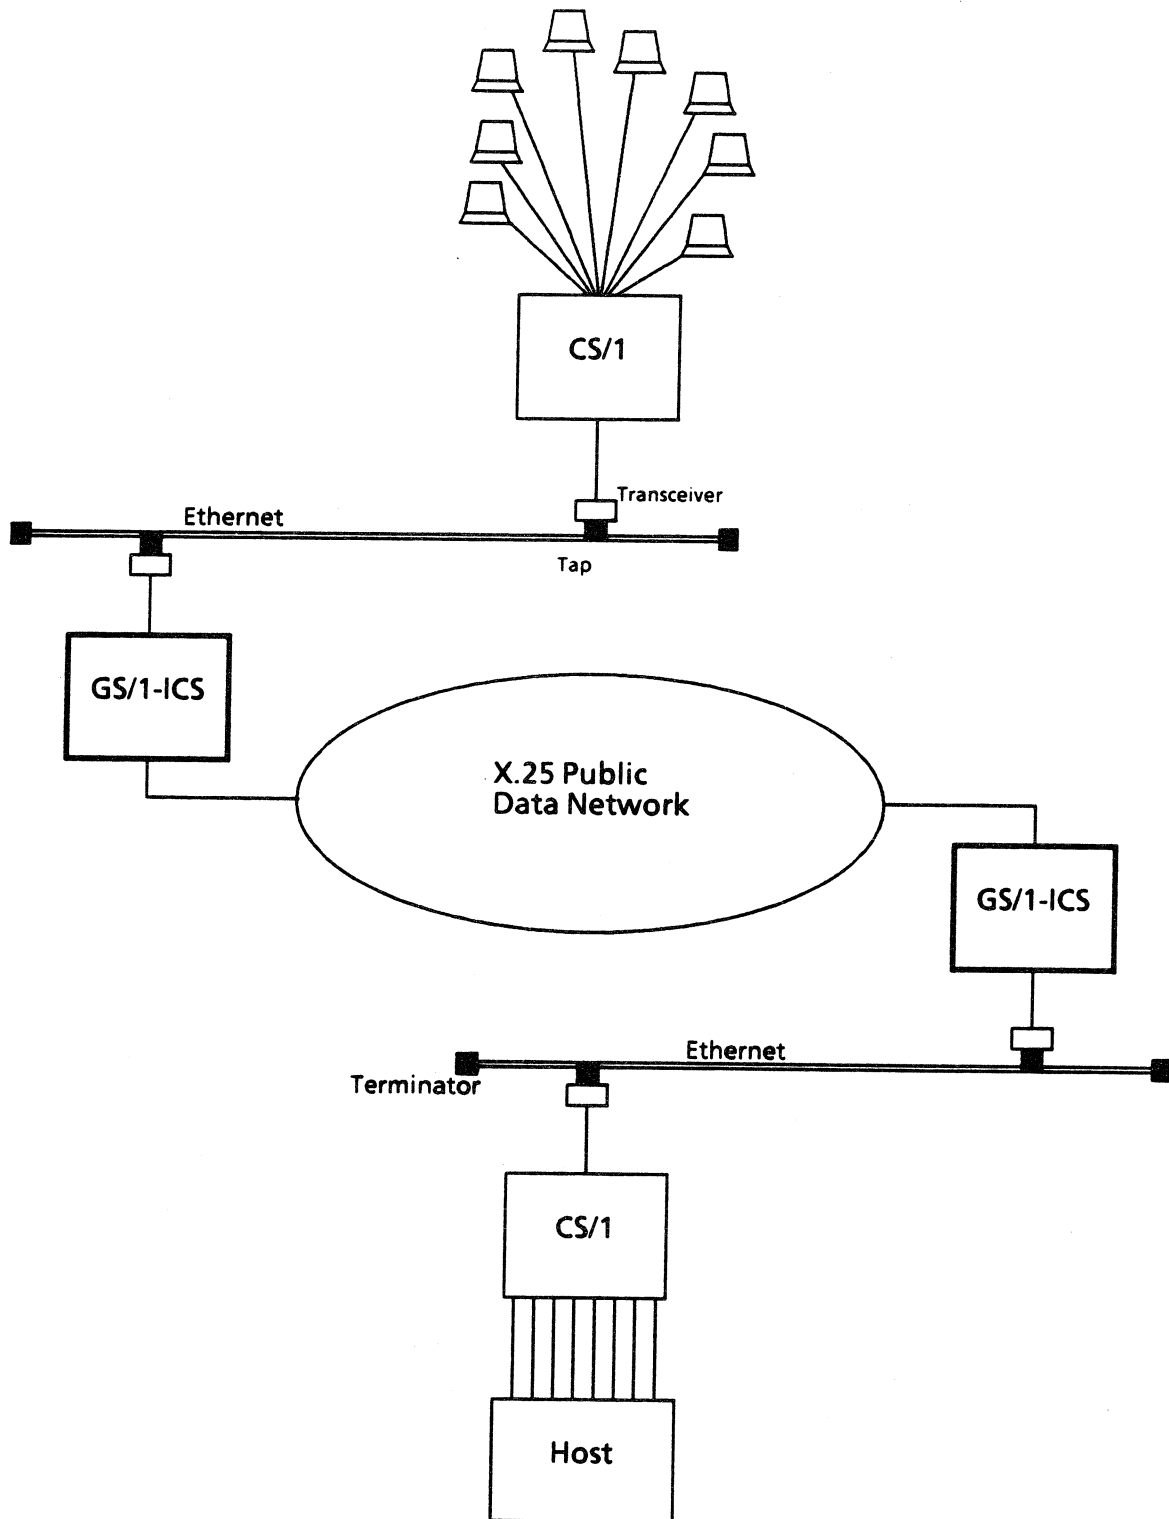 CS/1
Transceiver
Ethernet
Tap
GS/1-ICS
X.25 Public
Data Network
GS/1-ICS
Ethernet
Terminator
CS/1
Host